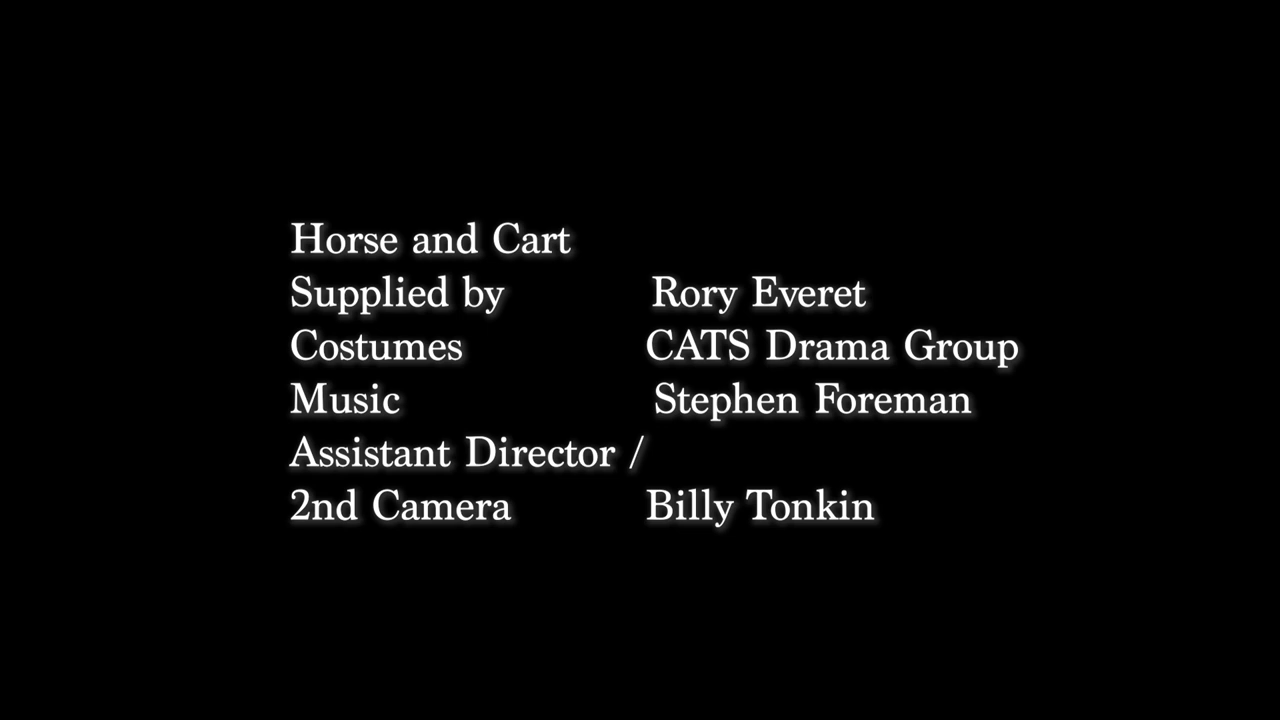 Horse and Cart
Supplied by Rory Everet
Costumes CATS Drama Group
Music Stephen Foreman
Assistant Director /
2nd Camera Billy Tonkin